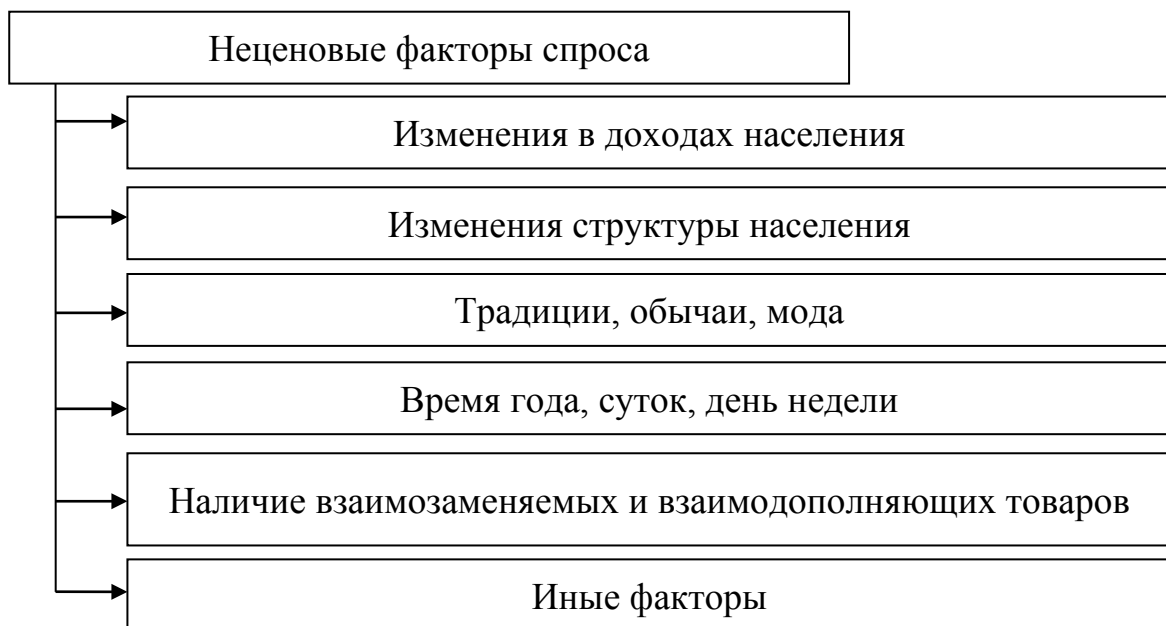 Неценовые факторы спроса
Изменения в доходах населения
Изменения структуры населения
Традиции, обычаи, мода
Время года, суток, день недели
Наличие взаимозаменяемых и взаимодополняющих товаров
Иные факторы